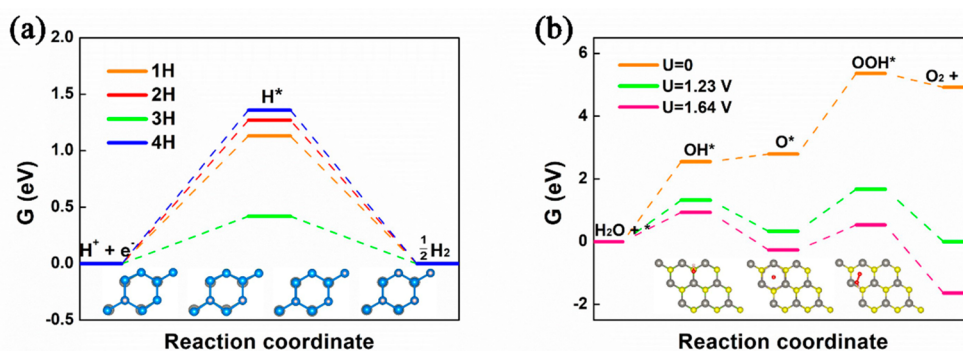 (a)
2.0
1.5
1.0
0.5
0.0
-0.5
G (eV)
1H
2H
3H
4H
H*
H⁺ + e⁻
½H₂
Reaction coordinate
(b)
6
4
2
0
-2
G (eV)
U=0
U=1.23 V
U=1.64 V
H₂O + *
OH*
O*
OOH*
O₂ +
Reaction coordinate